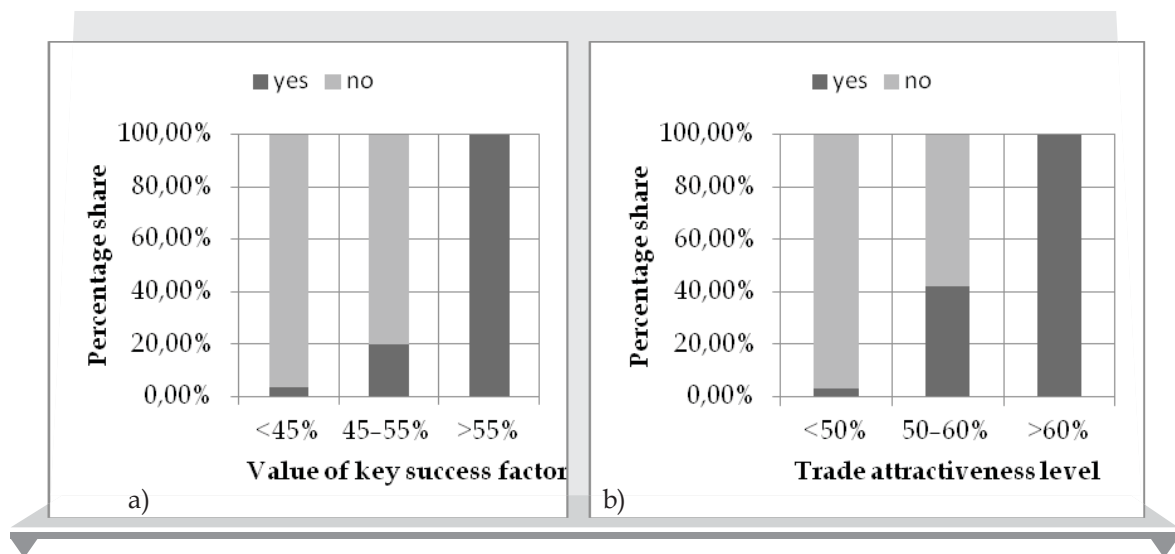 yes no
100,00%
80,00%
60,00%
40,00%
20,00%
0,00%
Percentage share
<45% 45–55% >55%
Value of key success factor
a)
yes no
100,00%
80,00%
60,00%
40,00%
20,00%
0,00%
Percentage share
<50% 50–60% >60%
Trade attractiveness level
b)